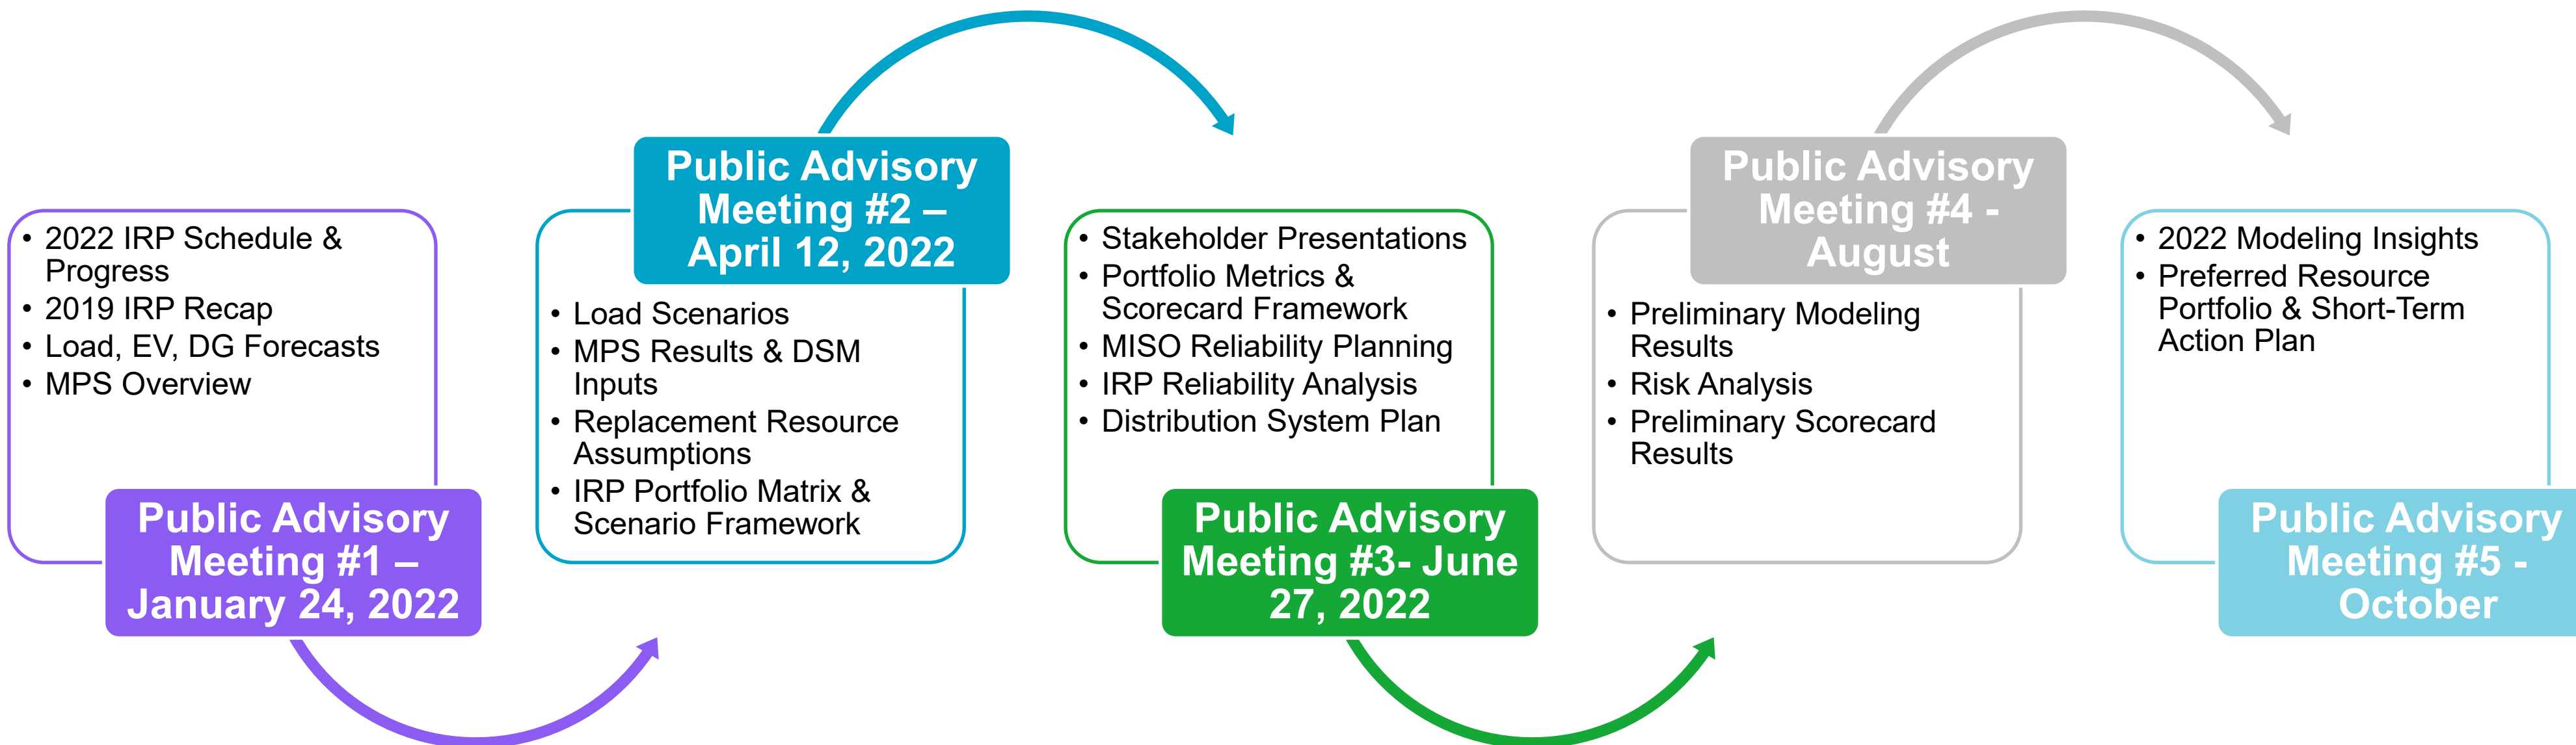 • 2022 IRP Schedule &
Progress
• 2019 IRP Recap
• Load, EV, DG Forecasts
• MPS Overview
Public Advisory
Meeting #1 –
January 24, 2022
Public Advisory
Meeting #2 –
April 12, 2022
• Load Scenarios
• MPS Results & DSM
Inputs
• Replacement Resource
Assumptions
• IRP Portfolio Matrix &
Scenario Framework
• Stakeholder Presentations
• Portfolio Metrics &
Scorecard Framework
• MISO Reliability Planning
• IRP Reliability Analysis
• Distribution System Plan
Public Advisory
Meeting #3- June
27, 2022
Public Advisory
Meeting #4 -
August
• Preliminary Modeling
Results
• Risk Analysis
• Preliminary Scorecard
Results
• 2022 Modeling Insights
• Preferred Resource
Portfolio & Short-Term
Action Plan
Public Advisory
Meeting #5 -
October